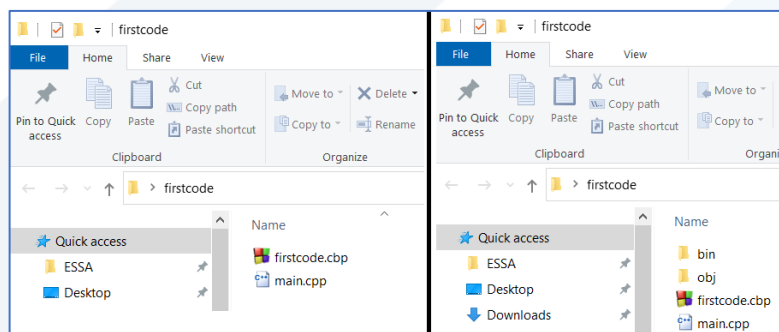 firstcode
File Home Share View
Pin to Quick access
Copy
Paste
Cut
Copy path
Paste shortcut
Move to
Copy to
Delete
Rename
Clipboard
Organize
firstcode
Quick access
ESSA
Desktop
Name
firstcode.cbp
main.cpp
firstcode
File Home Share View
Pin to Quick access
Copy
Paste
Cut
Copy path
Paste shortcut
Move to
Copy to
Clipboard
Organi
firstcode
Quick access
ESSA
Desktop
Downloads
Name
bin
obj
firstcode.cbp
main.cpp